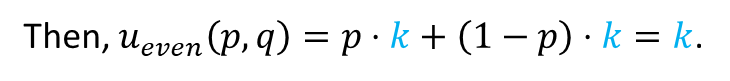 Then, u_even(p, q) = p · k + (1 − p) · k = k.